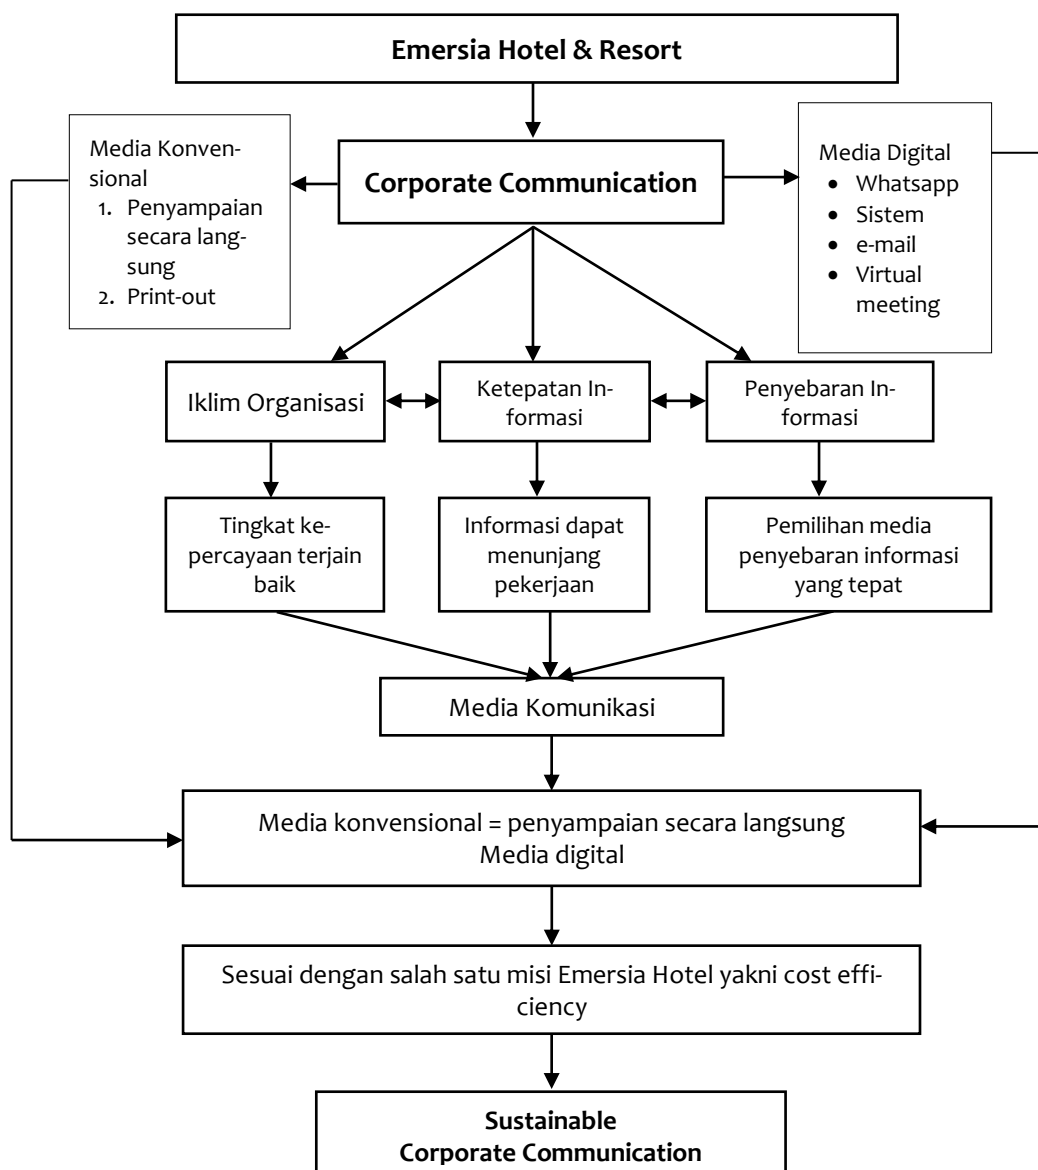 Emersia Hotel & Resort
Media Konven-
sional
1. Penyampaian
secara lang-
sung
2. Print-out
Corporate Communication
Media Digital
• Whatsapp
• Sistem
• e-mail
• Virtual
meeting
Iklim Organisasi
Ketepatan In-
formasi
Penyebaran In-
formasi
Tingkat ke-
percayaan terjain
baik
Informasi dapat
menunjang
pekerjaan
Pemilihan media
penyebaran informasi
yang tepat
Media Komunikasi
Media konvensional = penyampaian secara langsung
Media digital
Sesuai dengan salah satu misi Emersia Hotel yakni cost effi-
ciency
Sustainable
Corporate Communication